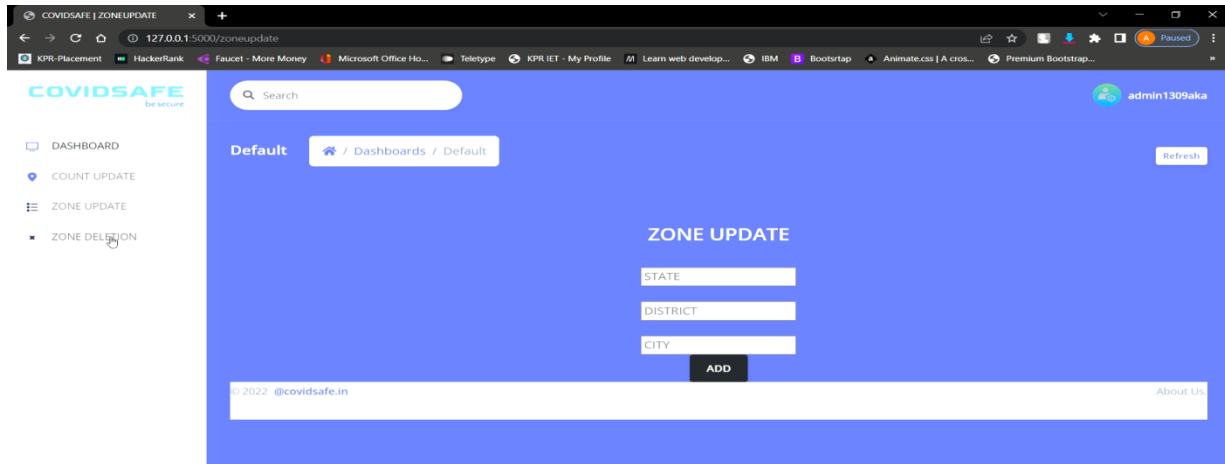 COVIDSAFE | ZONEUPDATE
127.0.0.1:5000/zoneupdate
Paused
KPR-Placement HackerRank Faucet - More Money Microsoft Office Ho... Teletype KPR IET - My Profile Learn web develop... IBM Bootsrtap Animate.css | A cros... Premium Bootstrap... »
COVIDSAFE
be secure
Search
admin1309aka
DASHBOARD
COUNT UPDATE
ZONE UPDATE
ZONE DELETION
Default
/ Dashboards / Default
Refresh
ZONE UPDATE
STATE
DISTRICT
CITY
ADD
© 2022 @covidsafe.in
About Us.